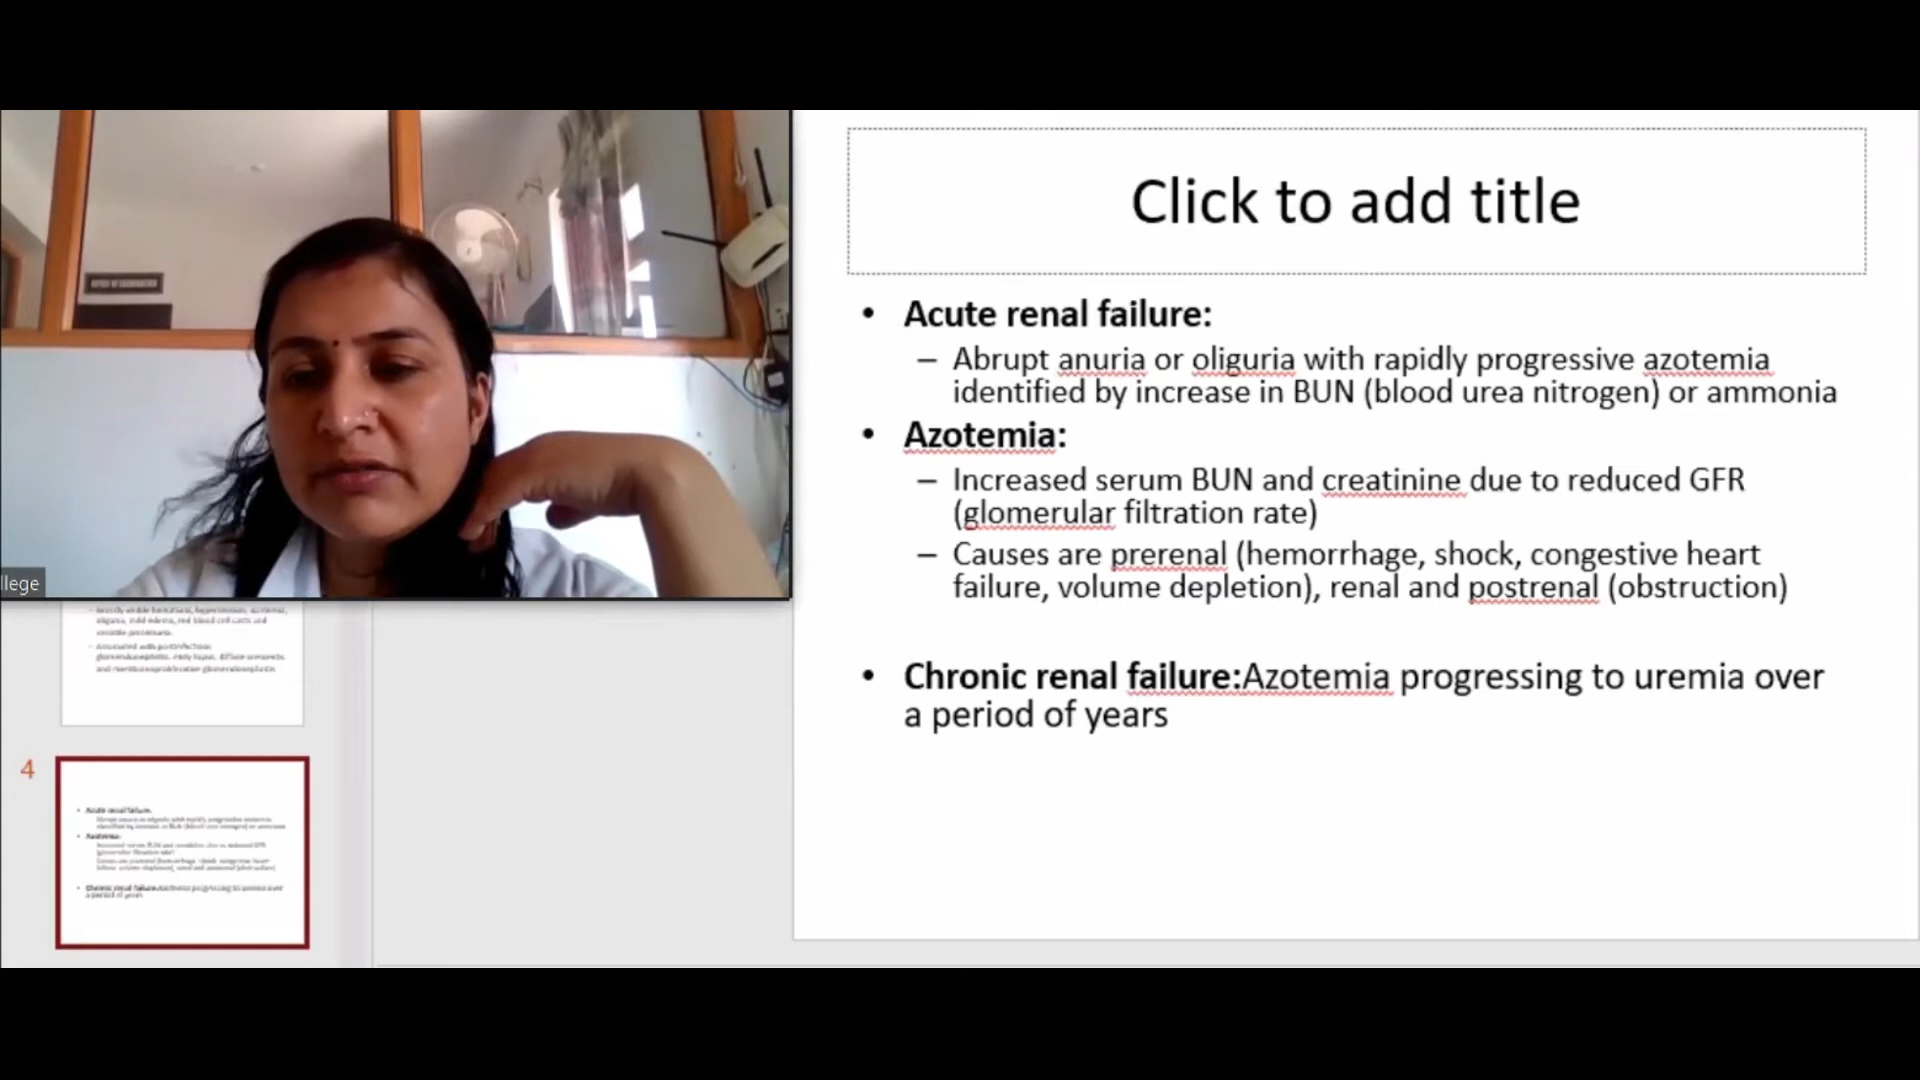 Click to add title
• Acute renal failure:
– Abrupt anuria or oliguria with rapidly progressive azotemia
identified by increase in BUN (blood urea nitrogen) or ammonia
• Azotemia:
– Increased serum BUN and creatinine due to reduced GFR
(glomerular filtration rate)
– Causes are prerenal (hemorrhage, shock, congestive heart
failure, volume depletion), renal and postrenal (obstruction)
• Chronic renal failure:Azotemia progressing to uremia over
a period of years
llege
4